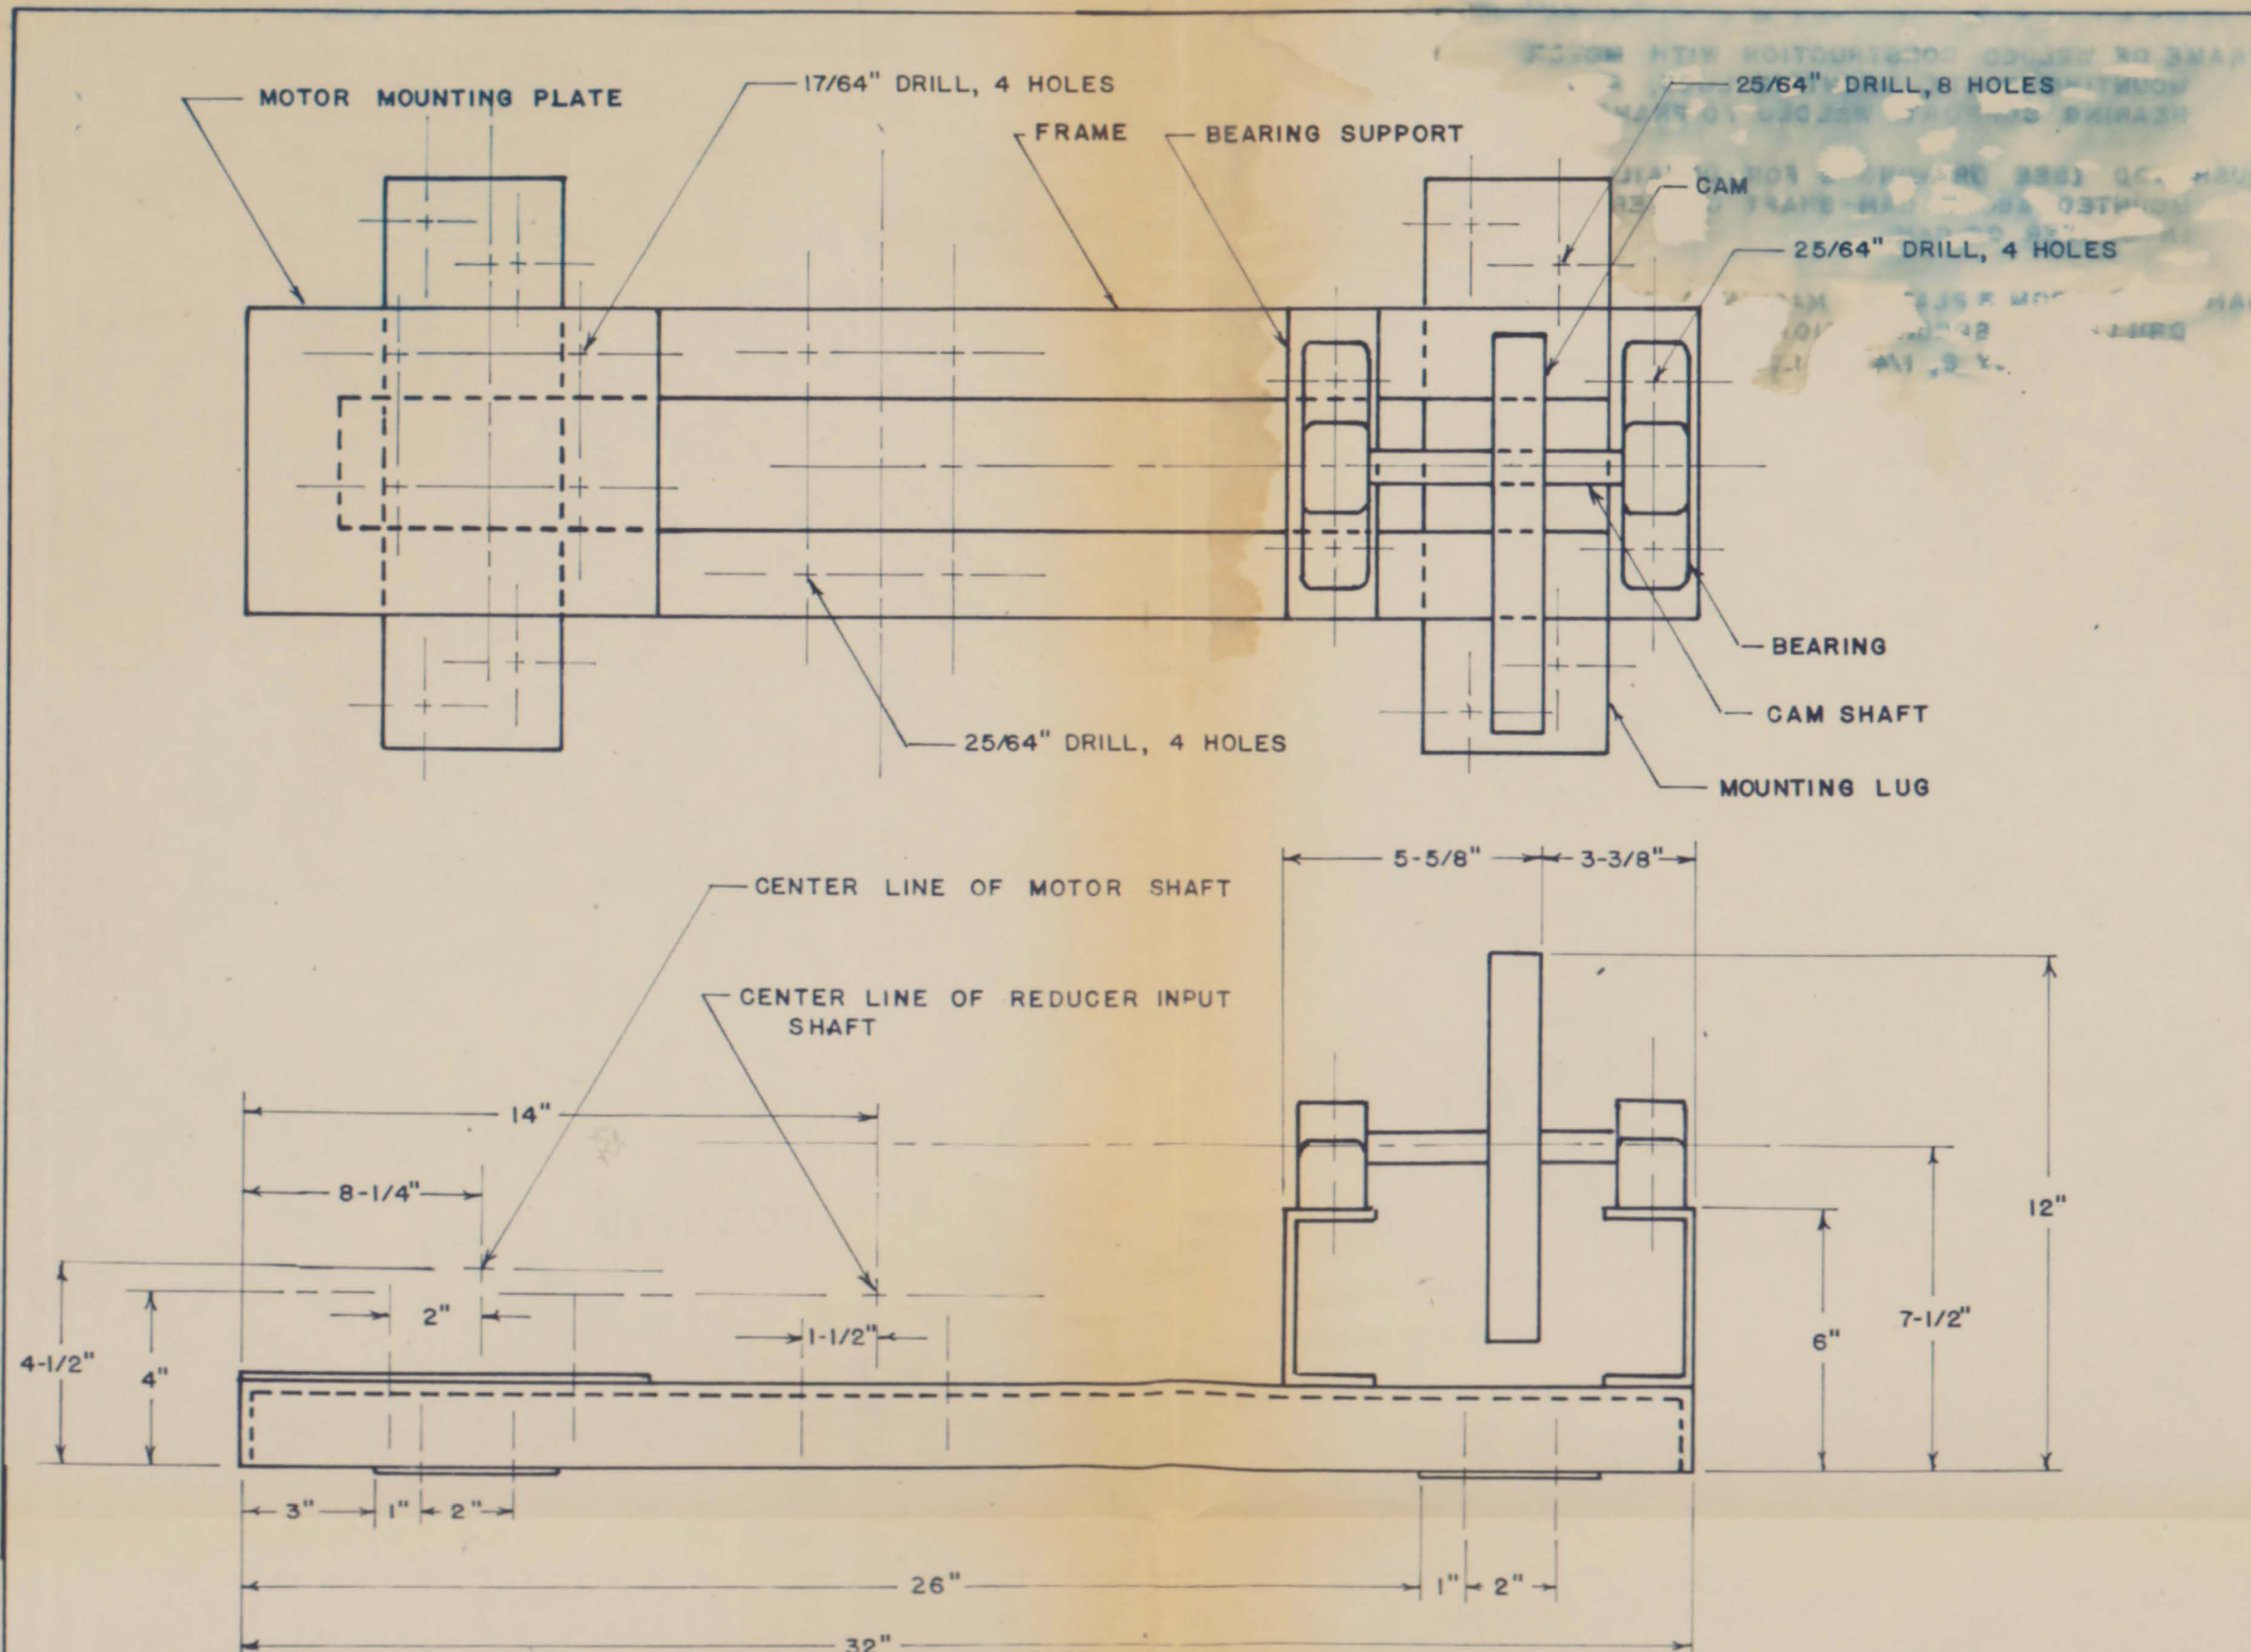 MOTOR MOUNTING PLATE
17/64" DRILL, 4 HOLES
25/64" DRILL, 8 HOLES
FRAME
BEARING SUPPORT
CAM
25/64" DRILL, 4 HOLES
BEARING
CAM SHAFT
25/64" DRILL, 4 HOLES
MOUNTING LUG
5-5/8"
3-3/8"
CENTER LINE OF MOTOR SHAFT
CENTER LINE OF REDUCER INPUT
SHAFT
14"
8-1/4"
12"
2"
1-1/2"
7-1/2"
6"
4-1/2"
4"
3"
1"
2"
26"
1"
2"
32"